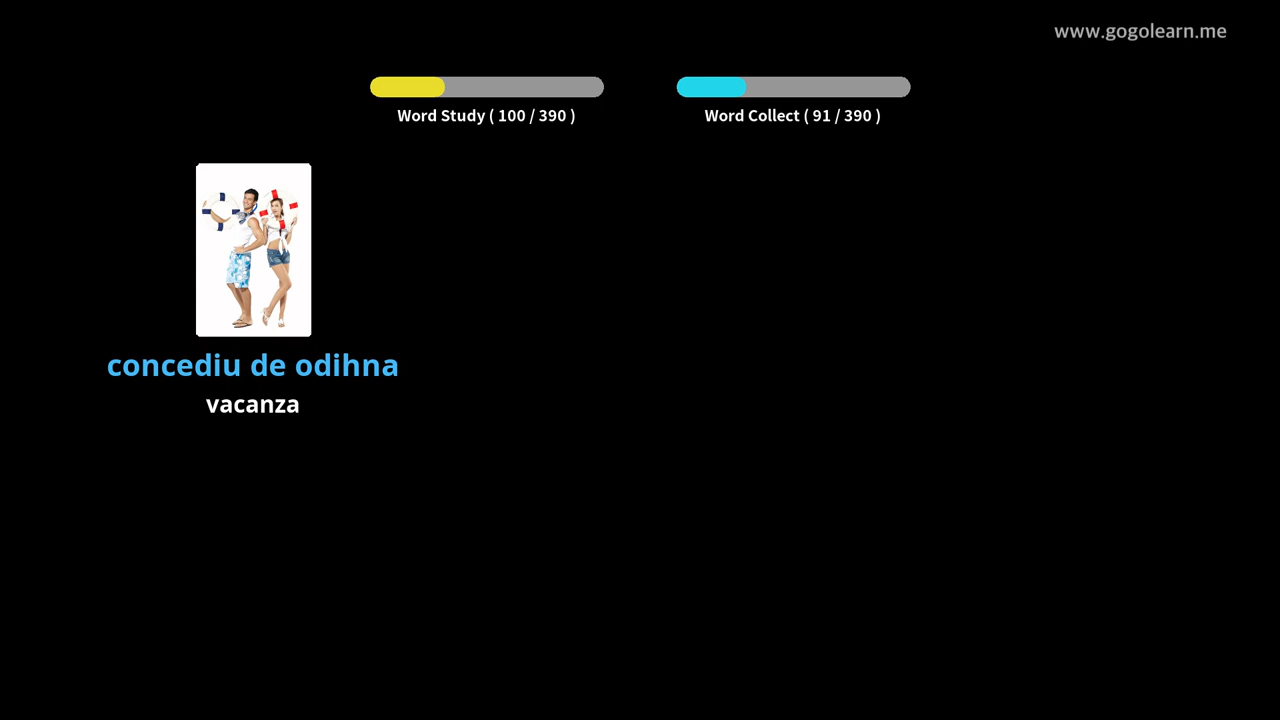 www.gogolearn.me
Word Study ( 100 / 390 )
Word Collect ( 91 / 390 )
concediu de odihna
vacanza